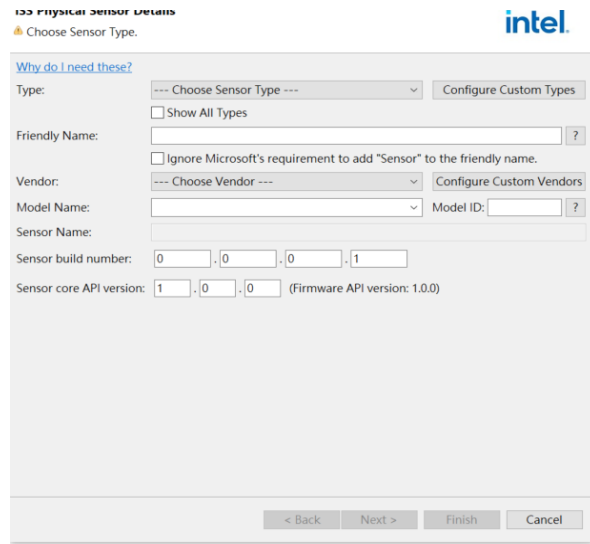 ISS Physical Sensor Details
Choose Sensor Type.
intel.
Why do I need these?
Type: --- Choose Sensor Type --- Configure Custom Types
Show All Types
Friendly Name: ?
Ignore Microsoft's requirement to add "Sensor" to the friendly name.
Vendor: --- Choose Vendor --- Configure Custom Vendors
Model Name: Model ID: ?
Sensor Name:
Sensor build number: 0 . 0 . 0 . 1
Sensor core API version: 1 . 0 . 0 (Firmware API version: 1.0.0)
< Back Next > Finish Cancel